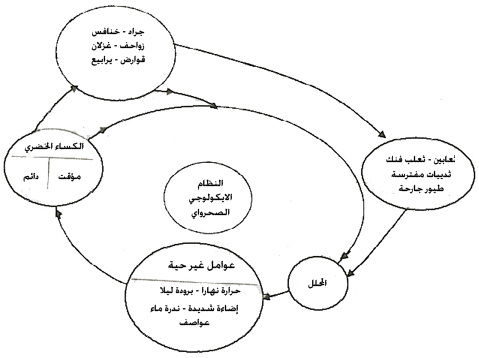 جراد - خنافس
زواحف - غزلان
قوارض - يرابيع
الكساء الخضري
مؤقت
دائم
ثعابين - ثعلب فنك
ثدييات مفترسة
طيور جارحة
النظام
الايكولوجي
الصحرواي
المحلل
عوامل غير حية
حرارة نهارا - برودة ليلا
إضاءة شديدة - ندرة ماء
عواصف